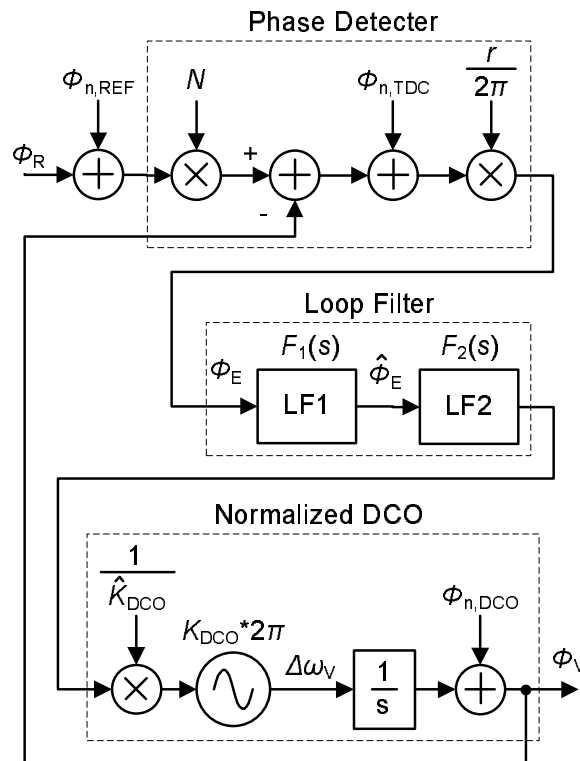 Phase Detecter
Φn,REF
N
Φn,TDC
r
2π
ΦR
+
-
Loop Filter
F1(s)
F2(s)
ΦE
LF1
Φ̂E
LF2
Normalized DCO
1
K̂DCO
KDCO*2π
Φn,DCO
ΔωV
1
s
ΦV